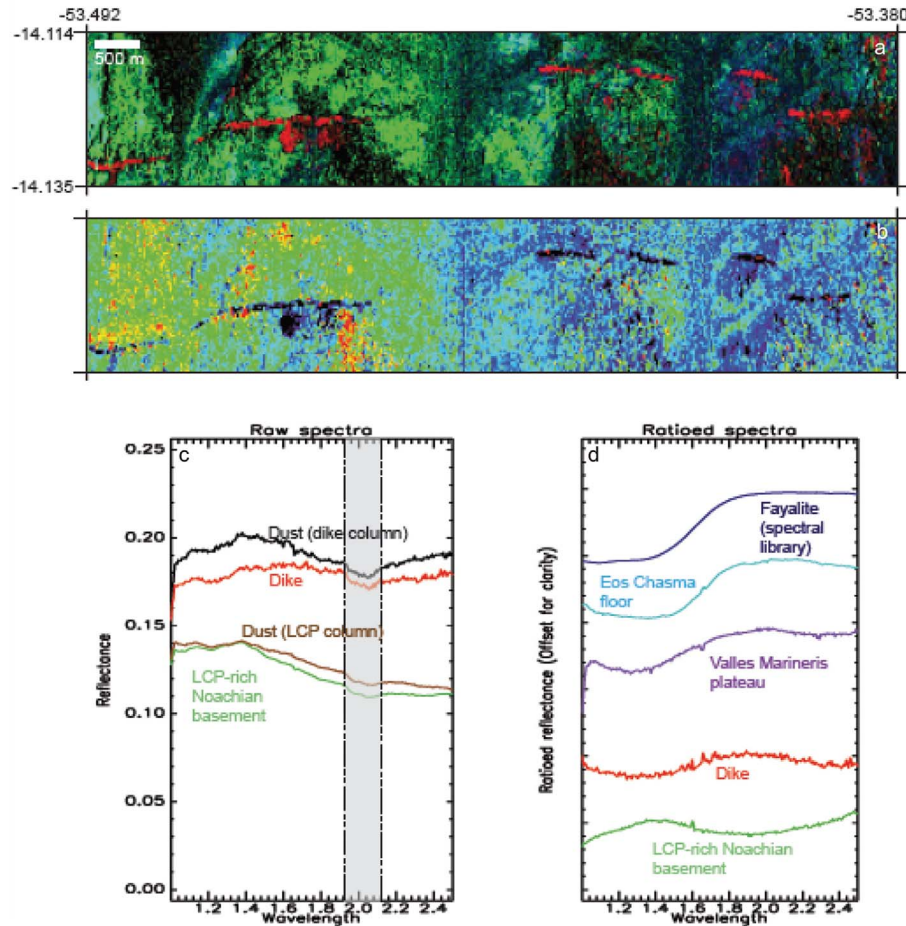 -53.492
-53.380
-14.114
a
500 m
-14.135
b
Raw spectra
Ratioed spectra
c
d
0.25
0.20
0.15
0.10
0.05
0.00
Reflectance
Dust (dike column)
Dike
Dust (LCP column)
LCP-rich
Noachian
basement
1.2 1.4 1.6 1.8 2.0 2.2 2.4
Wavelength
Ratioed reflectance (Offset for clarity)
Fayalite
(spectral
library)
Eos Chasma
floor
Valles Marineris
plateau
Dike
LCP-rich Noachian
basement
1.2 1.4 1.6 1.8 2.0 2.2 2.4
Wavelength